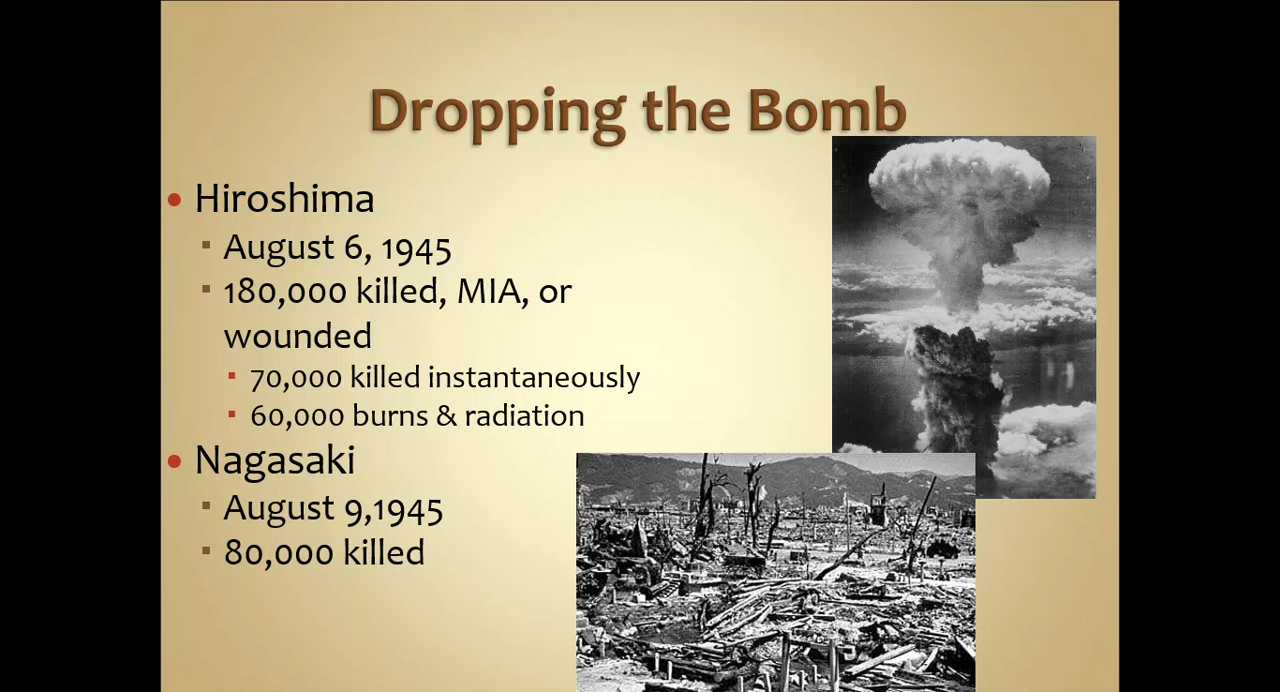 Dropping the Bomb
Hiroshima
August 6, 1945
180,000 killed, MIA, or
wounded
70,000 killed instantaneously
60,000 burns & radiation
Nagasaki
August 9,1945
80,000 killed